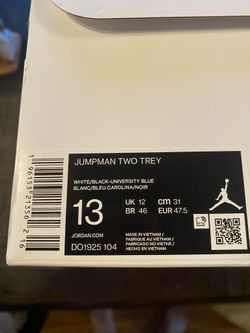 JUMPMAN TWO TREY
WHITE/BLACK-UNIVERSITY BLUE
BLANC/BLEU CAROLINA/NOIR
13
UK 12
cm 31
BR 46
EUR 47.5
JORDAN.COM
DO1925 104
MADE IN VIETNAM /
FABRIQUÉ AU VIETNAM /
FABRICADO NO VIETNÃ /
HECHO EN VIETNAM